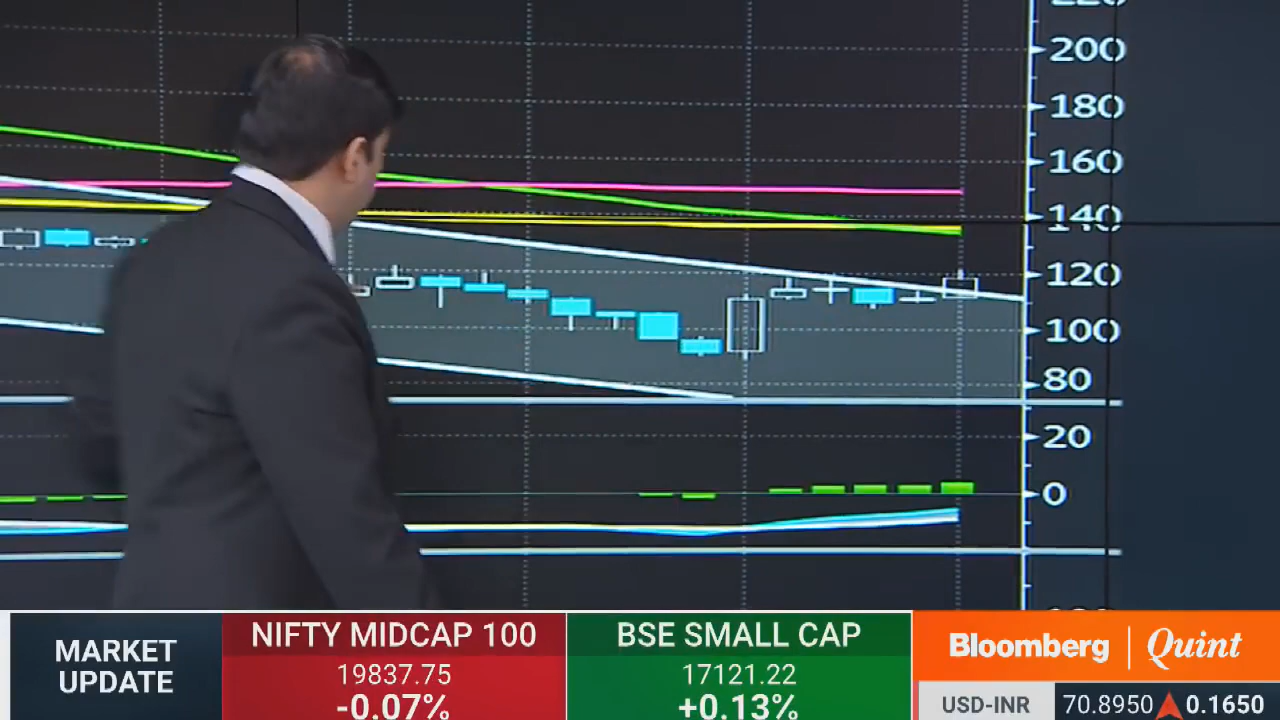 200
180
160
140
120
100
80
20
0
MARKET
UPDATE
NIFTY MIDCAP 100
19837.75
-0.07%
BSE SMALL CAP
17121.22
+0.13%
Bloomberg | Quint
USD-INR 70.8950 0.1650